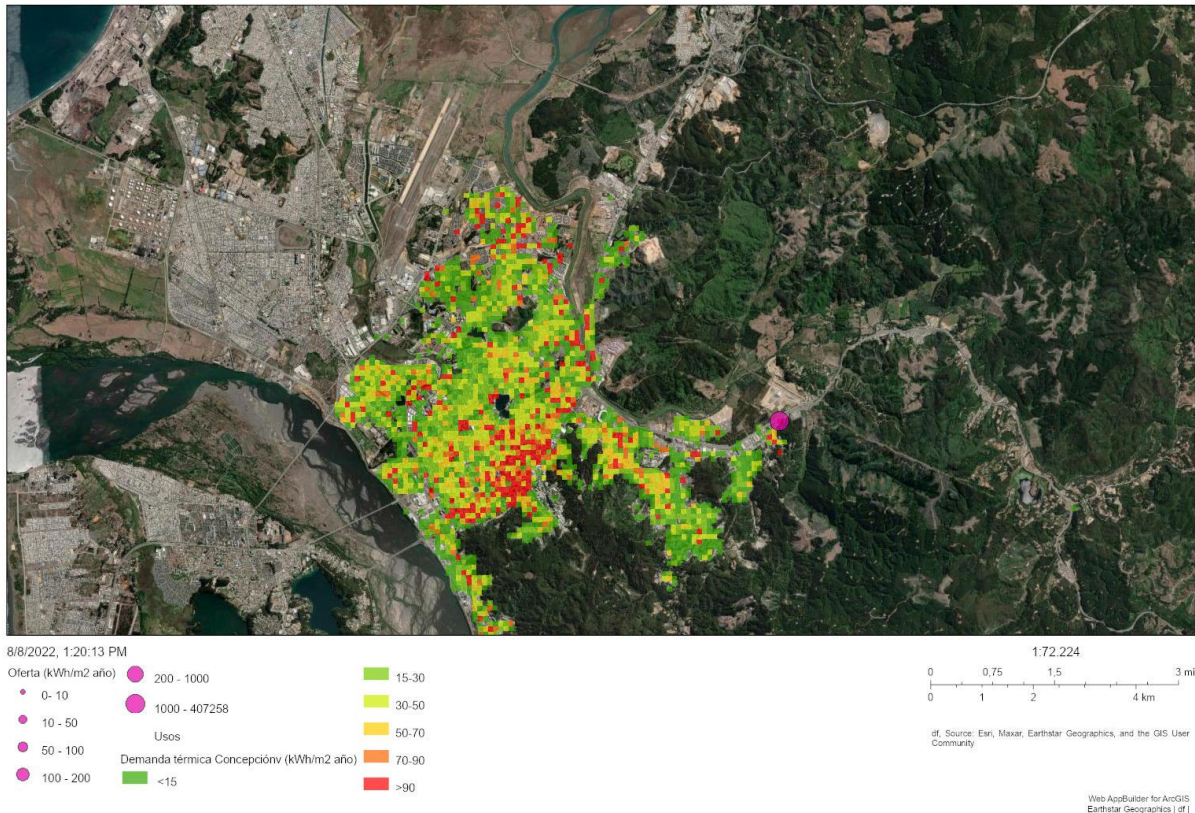 8/8/2022, 1:20:13 PM
Oferta (kWh/m2 año)
0- 10
10 - 50
50 - 100
100 - 200
200 - 1000
1000 - 407258
Usos
Demanda térmica Concepciónv (kWh/m2 año)
<15
15-30
30-50
50-70
70-90
>90
1:72.224
0 0,75 1,5 3 mi
0 1 2 4 km
df, Source: Esri, Maxar, Earthstar Geographics, and the GIS User
Community
Web AppBuilder for ArcGIS
Earthstar Geographics | df |